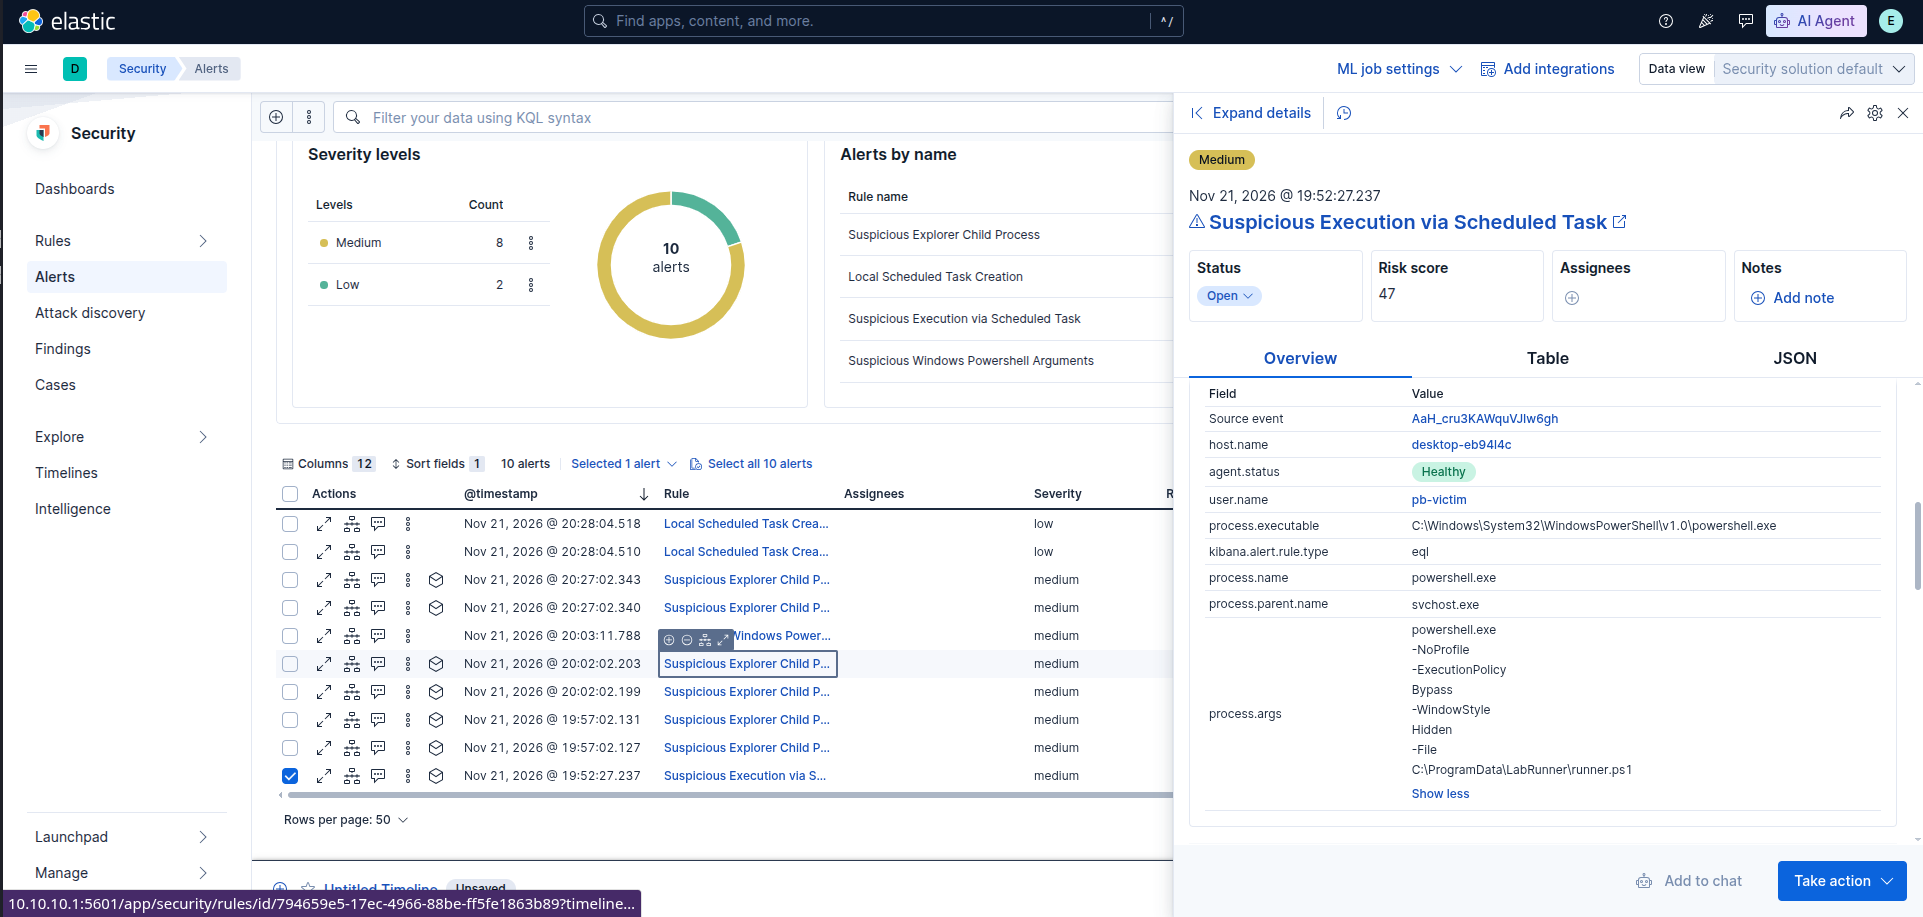 elastic
Find apps, content, and more.
^ /
AI Agent
E
D
Security
Alerts
ML job settings
Add integrations
Data view
Security solution default
Security
Dashboards
Rules
Alerts
Attack discovery
Findings
Cases
Explore
Timelines
Intelligence
Launchpad
Manage
Filter your data using KQL syntax
Severity levels
Levels Count
Medium 8
Low 2
10
alerts
Alerts by name
Rule name
Suspicious Explorer Child Process
Local Scheduled Task Creation
Suspicious Execution via Scheduled Task
Suspicious Windows Powershell Arguments
Columns 12 Sort fields 1 10 alerts Selected 1 alert Select all 10 alerts
Actions @timestamp Rule Assignees Severity R
Nov 21, 2026 @ 20:28:04.518 Local Scheduled Task Crea... low
Nov 21, 2026 @ 20:28:04.510 Local Scheduled Task Crea... low
Nov 21, 2026 @ 20:27:02.343 Suspicious Explorer Child P... medium
Nov 21, 2026 @ 20:27:02.340 Suspicious Explorer Child P... medium
Nov 21, 2026 @ 20:03:11.788 Windows Power... medium
Nov 21, 2026 @ 20:02:02.203 Suspicious Explorer Child P... medium
Nov 21, 2026 @ 20:02:02.199 Suspicious Explorer Child P... medium
Nov 21, 2026 @ 19:57:02.131 Suspicious Explorer Child P... medium
Nov 21, 2026 @ 19:57:02.127 Suspicious Explorer Child P... medium
Nov 21, 2026 @ 19:52:27.237 Suspicious Execution via S... medium
Rows per page: 50
Untitled Timeline Unsaved
10.10.10.1:5601/app/security/rules/id/794659e5-17ec-4966-88be-ff5fe1863b89?timeline...
Expand details
Medium
Nov 21, 2026 @ 19:52:27.237
Suspicious Execution via Scheduled Task
Status
Open
Risk score
47
Assignees
Notes
Add note
Overview Table JSON
Field Value
Source event AaH_cru3KAWquVJlw6gh
host.name desktop-eb94l4c
agent.status Healthy
user.name pb-victim
process.executable C:\Windows\System32\WindowsPowerShell\v1.0\powershell.exe
kibana.alert.rule.type eql
process.name powershell.exe
process.parent.name svchost.exe
process.args
powershell.exe
-NoProfile
-ExecutionPolicy
Bypass
-WindowStyle
Hidden
-File
C:\ProgramData\LabRunner\runner.ps1
Show less
Add to chat
Take action